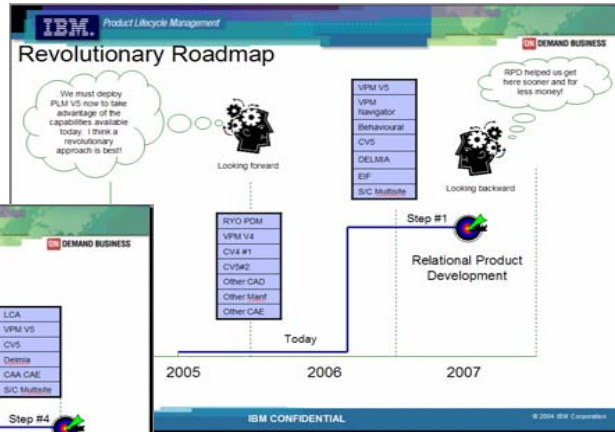 IBM. Product Lifecycle Management
ON DEMAND BUSINESS
Revolutionary Roadmap
We must deploy
PLM V5 now to take
advantage of the
capabilities available
today. I think a
revolutionary
approach is best!
Looking forward
VPM V5
VPM
Navigator
Behavioural
CV5
DELMIA
EIF
S/C Multisite
RPD helped us get
here sooner and for
less money!
Looking backward
RYO PDM
VPM V4
CV4 #1
CV5#2
Other CAD
Other Manf
Other CAE
Step #1
Relational Product
Development
Today
2005
2006
2007
IBM CONFIDENTIAL
© 2004 IBM Corporation
ON DEMAND BUSINESS
LCA
VPM V5
CV5
Delmia
CAA CAE
S/C Multisite
Step #4